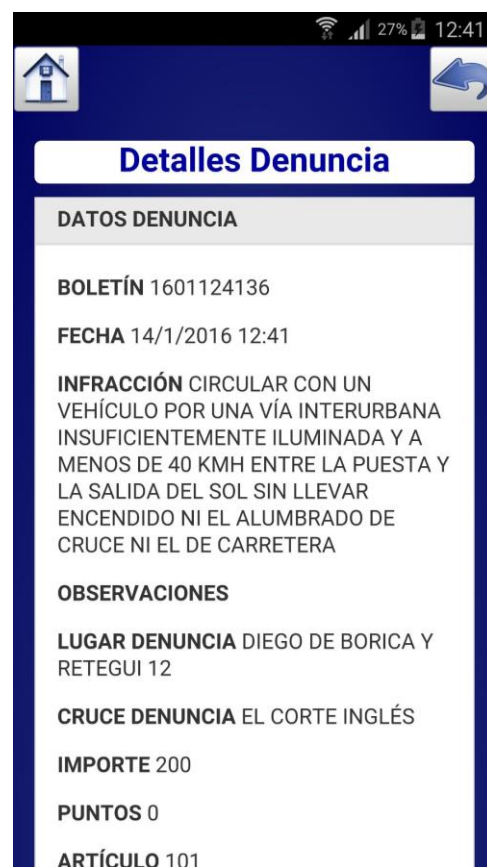 27% 12:41
Detalles Denuncia
DATOS DENUNCIA
BOLETÍN 1601124136
FECHA 14/1/2016 12:41
INFRACCIÓN CIRCULAR CON UN
VEHÍCULO POR UNA VÍA INTERURBANA
INSUFICIENTEMENTE ILUMINADA Y A
MENOS DE 40 KMH ENTRE LA PUESTA Y
LA SALIDA DEL SOL SIN LLEVAR
ENCENDIDO NI EL ALUMBRADO DE
CRUCE NI EL DE CARRETERA
OBSERVACIONES
LUGAR DENUNCIA DIEGO DE BORICA Y
RETEGUI 12
CRUCE DENUNCIA EL CORTE INGLÉS
IMPORTE 200
PUNTOS 0
ARTÍCULO 101